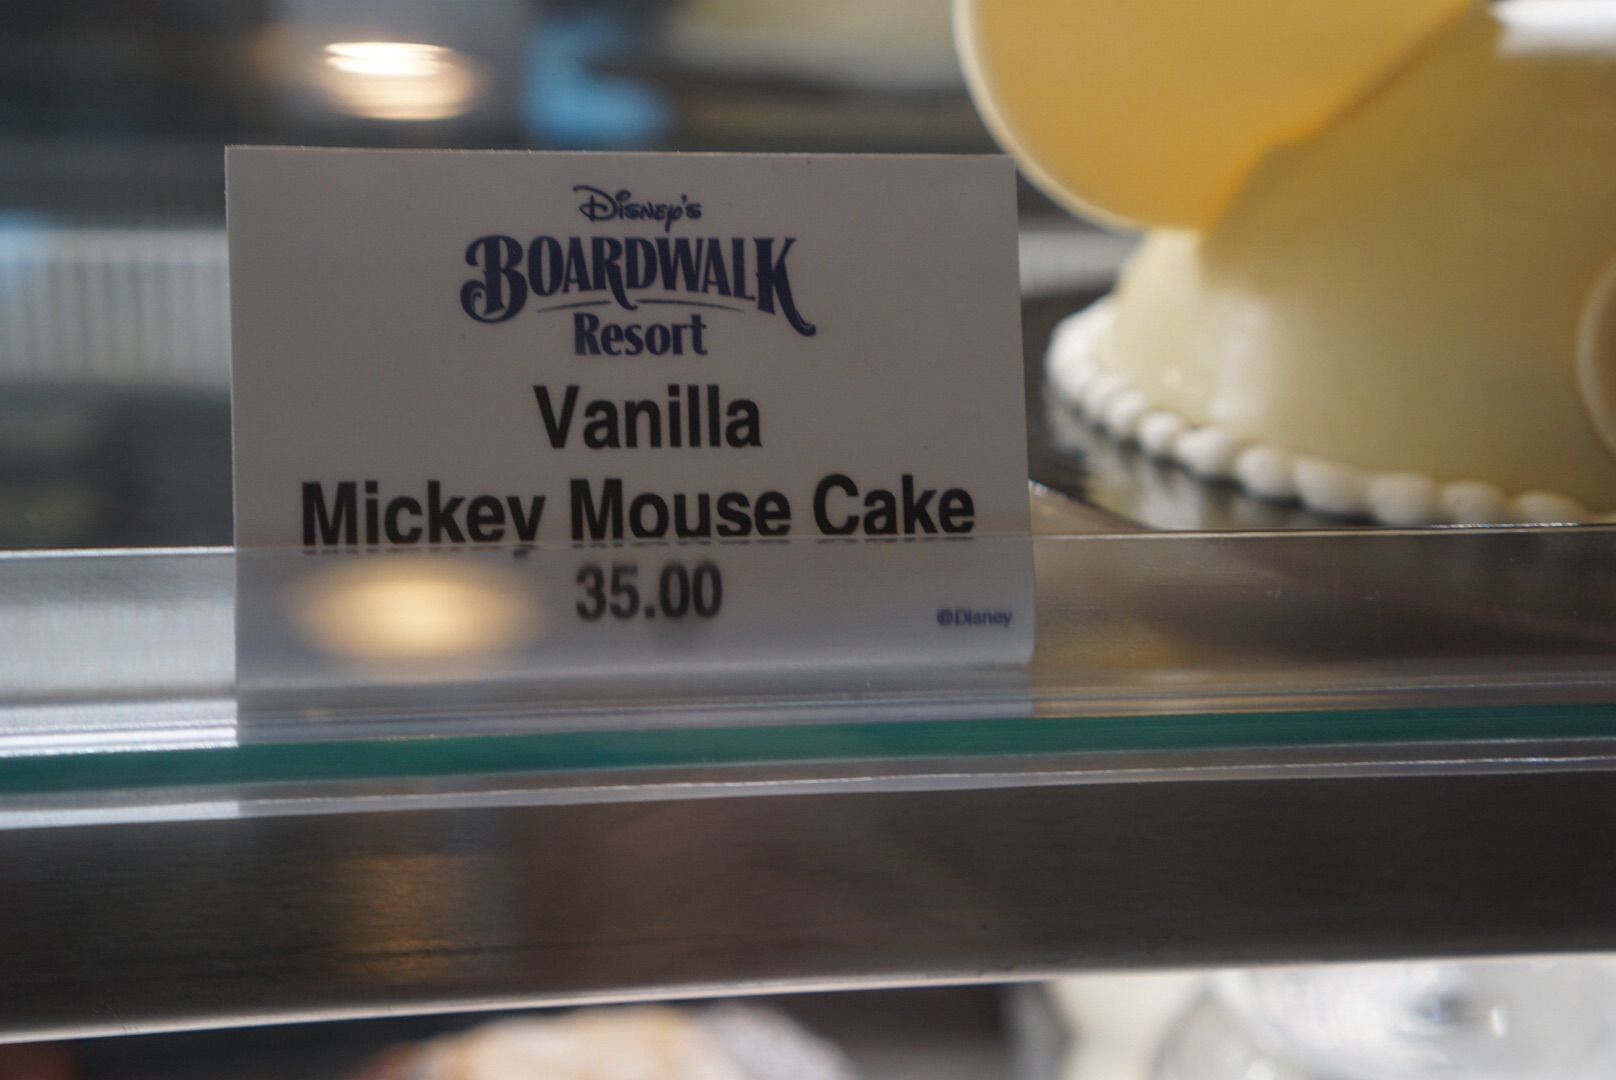 Disney's
BOARDWALK
Resort
Vanilla
Mickey Mouse Cake
35.00
©Disney